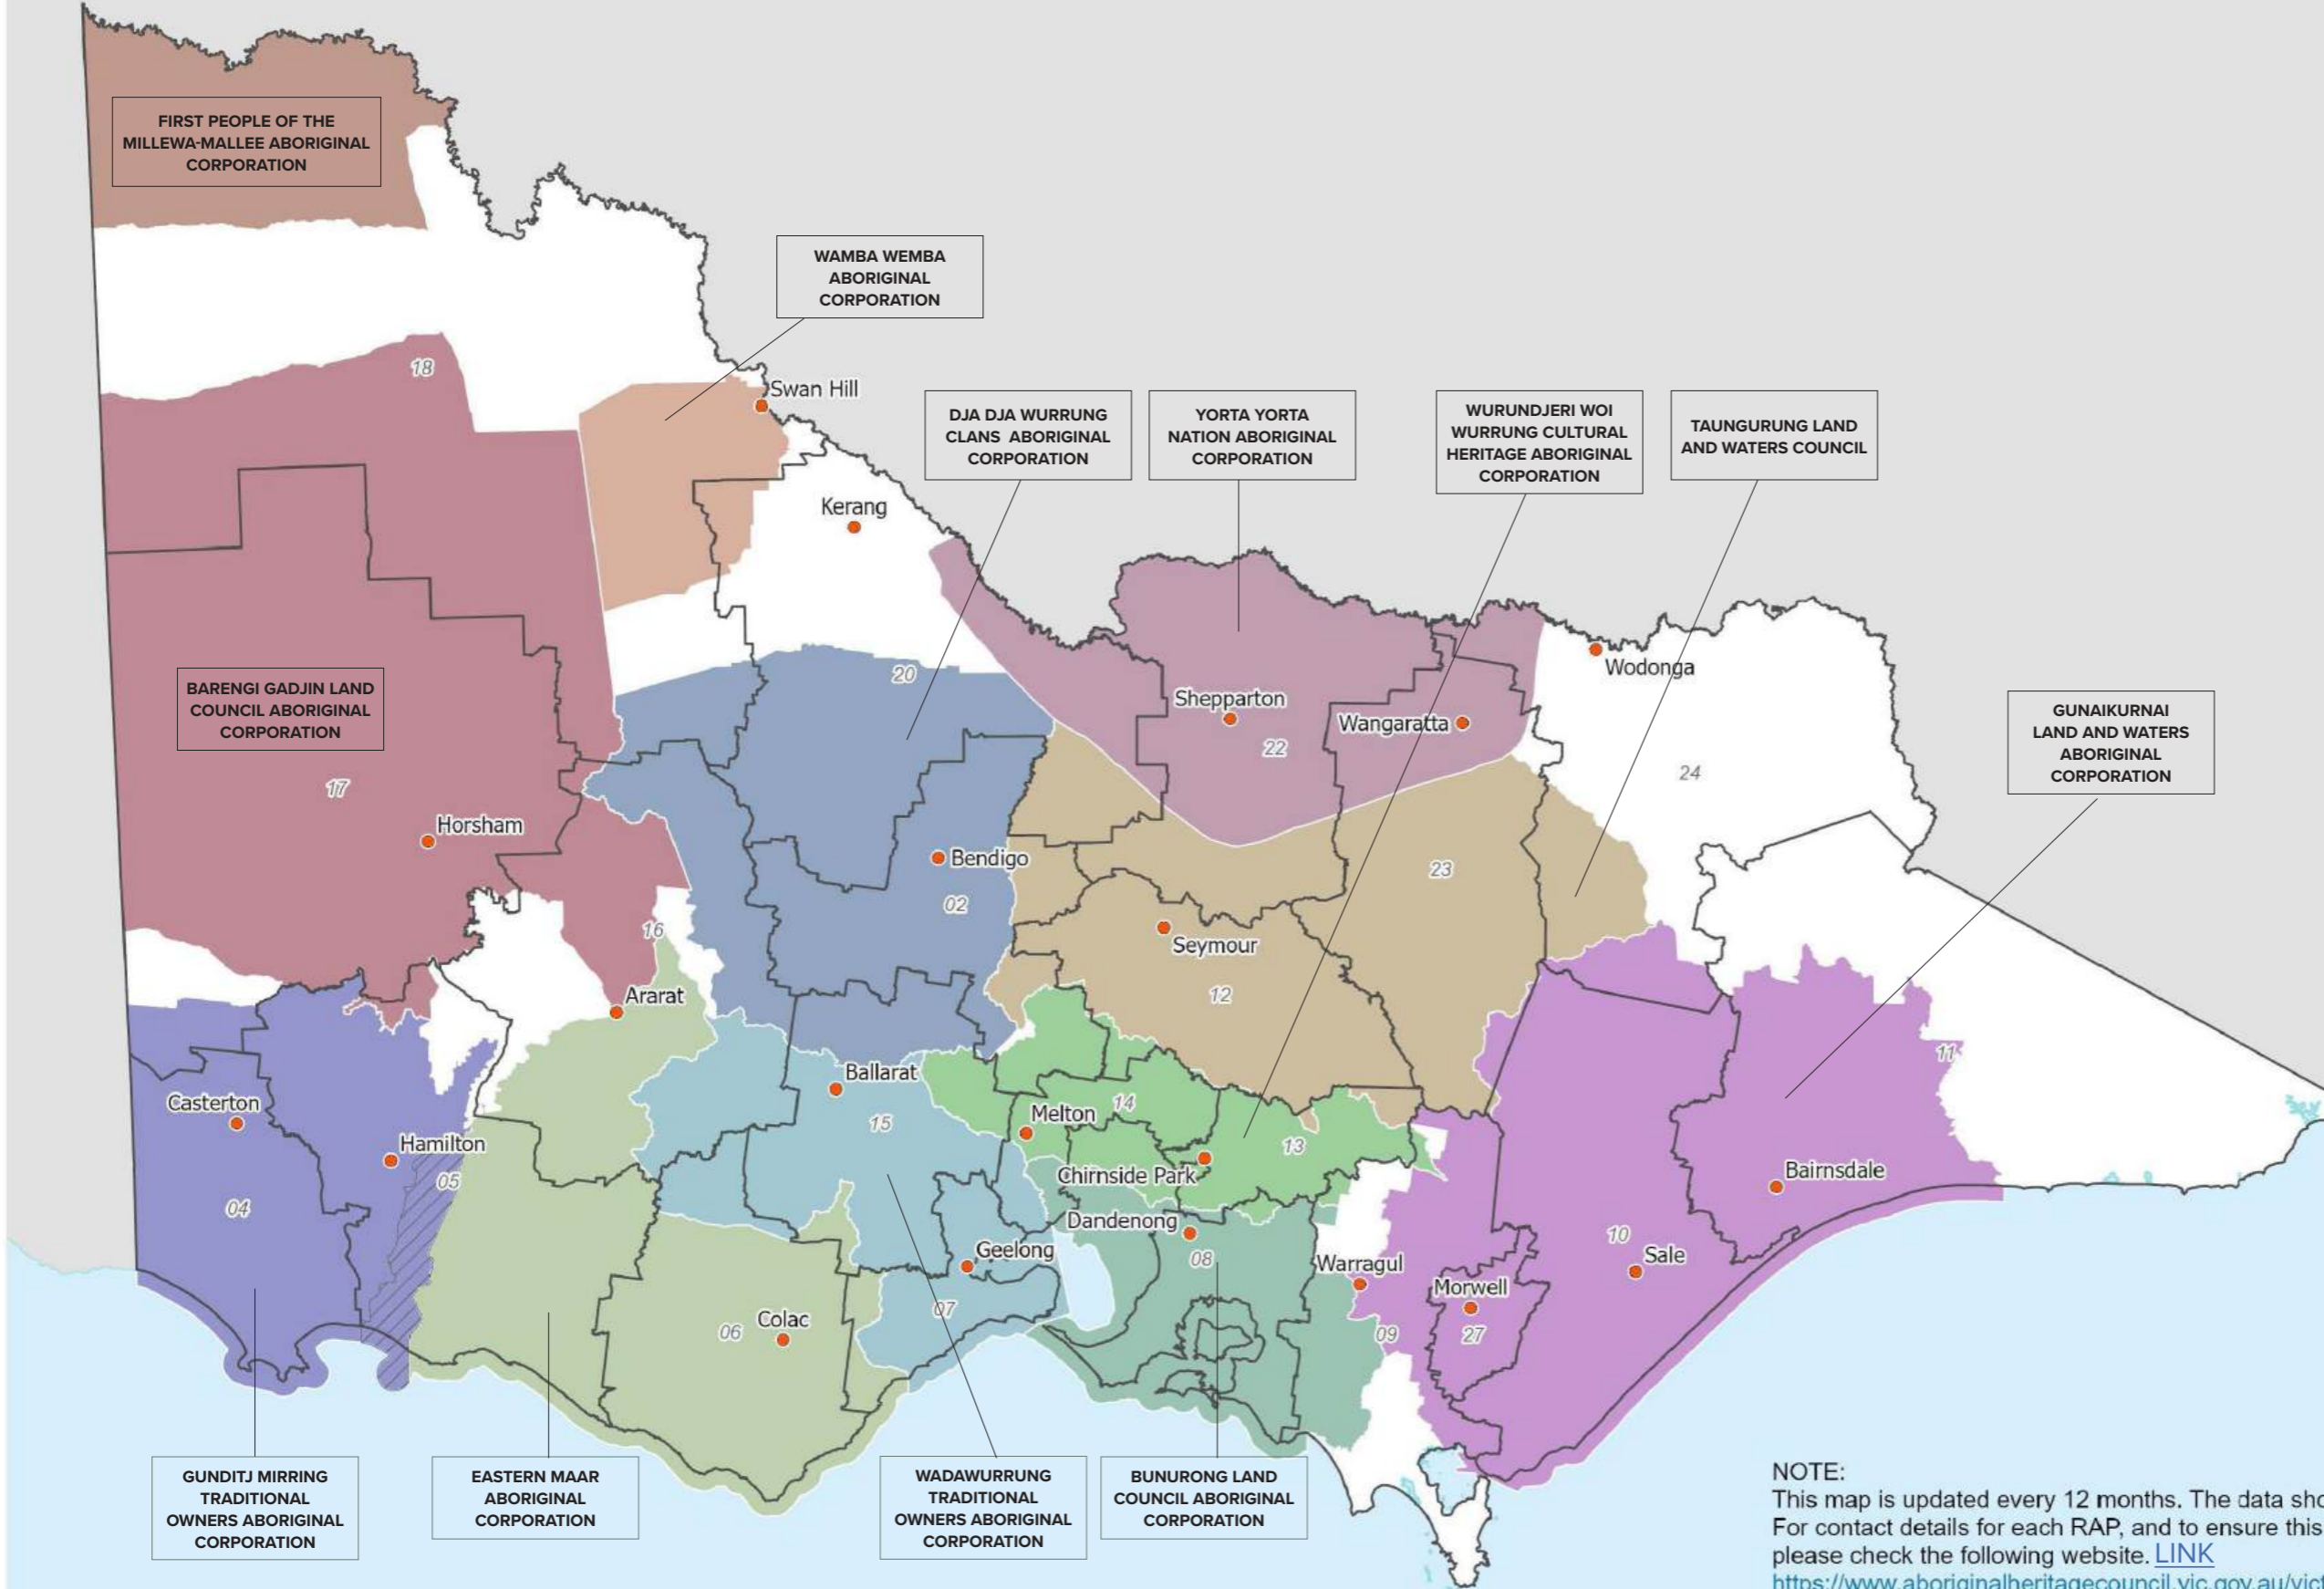 FIRST PEOPLE OF THE
MILLEWA-MALLEE ABORIGINAL
CORPORATION
WAMBA WEMBA
ABORIGINAL
CORPORATION
18
Swan Hill
DJA DJA WURRUNG
CLANS ABORIGINAL
CORPORATION
YORTA YORTA
NATION ABORIGINAL
CORPORATION
WURUNDJERI WOI
WURRUNG CULTURAL
HERITAGE ABORIGINAL
CORPORATION
TAUNGURUNG LAND
AND WATERS COUNCIL
Kerang
BARENGI GADJIN LAND
COUNCIL ABORIGINAL
CORPORATION
20
Shepparton
Wangaratta
Wodonga
22
24
GUNAIKURNAI
LAND AND WATERS
ABORIGINAL
CORPORATION
17
Horsham
Bendigo
23
02
16
Seymour
Ararat
12
11
Ballarat
Casterton
Melton
14
15
13
Hamilton
Chirnside Park
Bairnsdale
05
04
Dandenong
10
Geelong
08
Warragul
Sale
Morwell
07
06
Colac
09
27
GUNDITJ MIRRING
TRADITIONAL
OWNERS ABORIGINAL
CORPORATION
EASTERN MAAR
ABORIGINAL
CORPORATION
WADAWURRUNG
TRADITIONAL
OWNERS ABORIGINAL
CORPORATION
BUNURONG LAND
COUNCIL ABORIGINAL
CORPORATION
NOTE:
This map is updated every 12 months. The data sho
For contact details for each RAP, and to ensure this
please check the following website. LINK
https://www.aboriginalheritagecouncil.vic.gov.au/vict